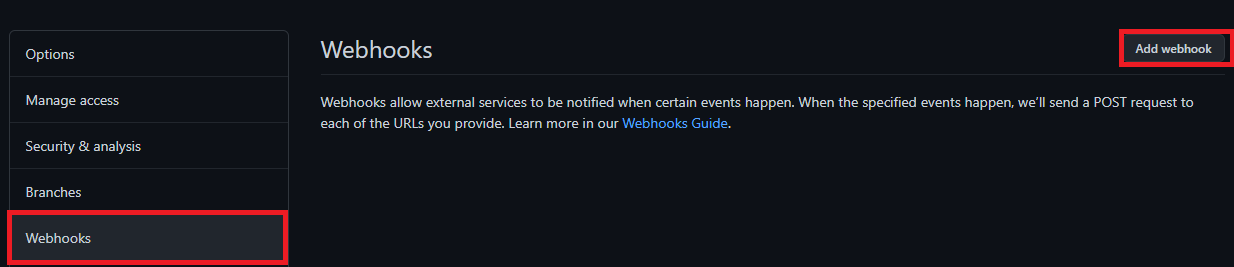 Options
Manage access
Security & analysis
Branches
Webhooks
Webhooks
Add webhook
Webhooks allow external services to be notified when certain events happen. When the specified events happen, we’ll send a POST request to
each of the URLs you provide. Learn more in our Webhooks Guide.